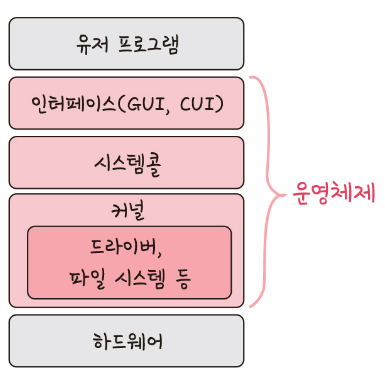 유저 프로그램
인터페이스(GUI, CUI)
시스템콜
커널
드라이버,
파일 시스템 등
하드웨어
운영체제